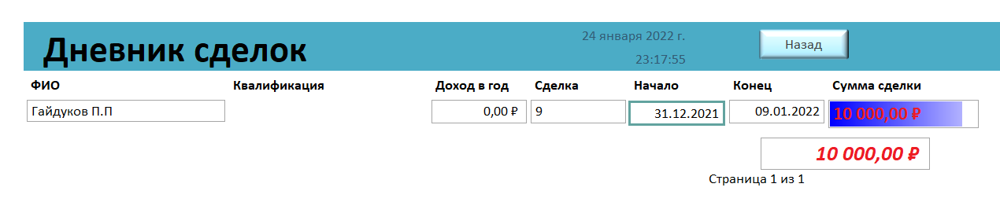 24 января 2022 г.
Дневник сделок
Назад
23:17:55
ФИО Квалификация Доход в год Сделка Начало Конец Сумма сделки
Гайдуков П.П 0,00 ₽ 9 31.12.2021 09.01.2022 10 000,00 ₽
10 000,00 ₽
Страница 1 из 1